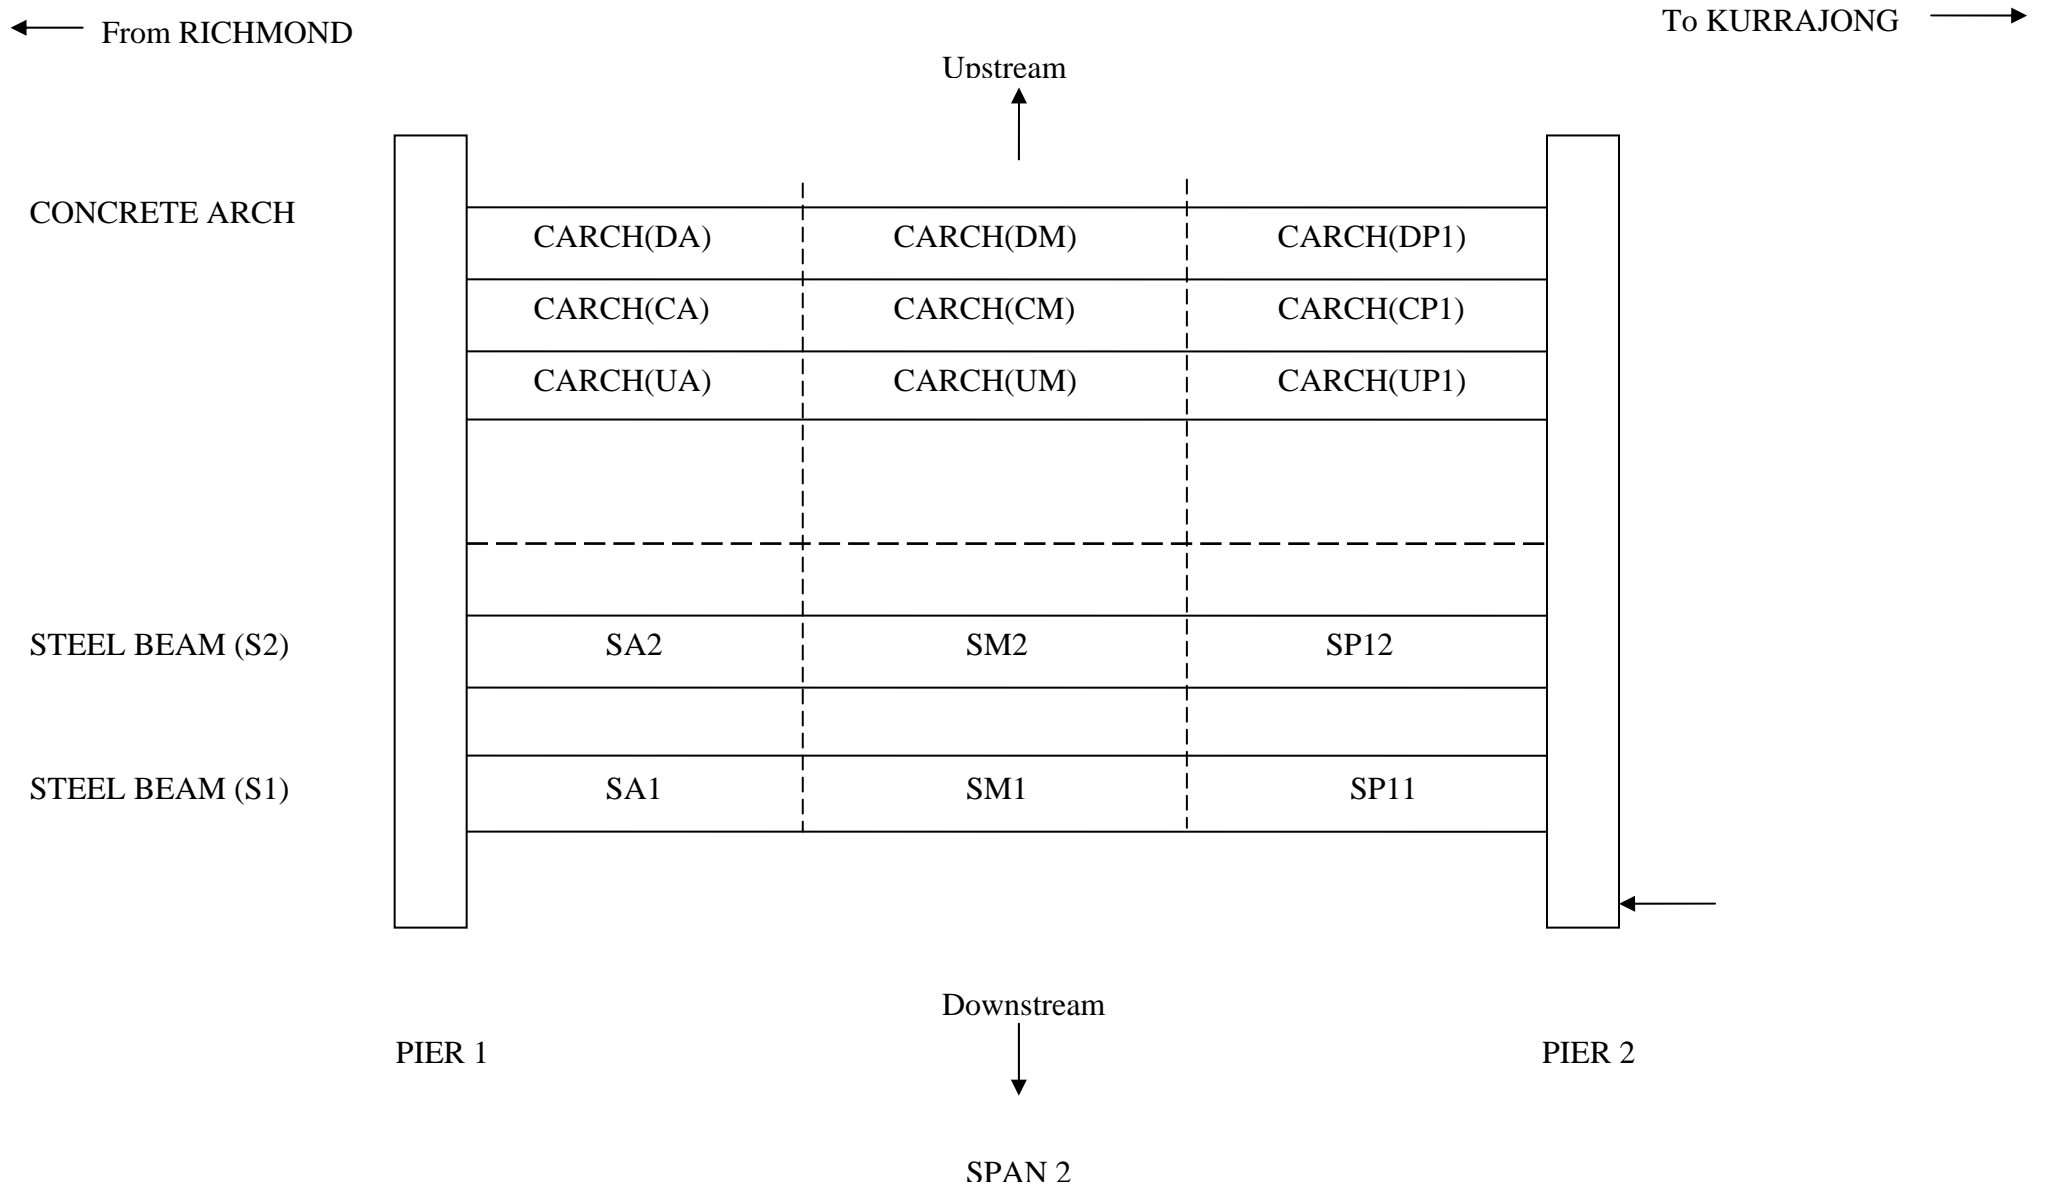 From RICHMOND
To KURRAJONG
Upstream
CONCRETE ARCH
CARCH(DA) CARCH(DM) CARCH(DP1)
CARCH(CA) CARCH(CM) CARCH(CP1)
CARCH(UA) CARCH(UM) CARCH(UP1)
STEEL BEAM (S2) SA2 SM2 SP12
STEEL BEAM (S1) SA1 SM1 SP11
Downstream
PIER 1 PIER 2
SPAN 2